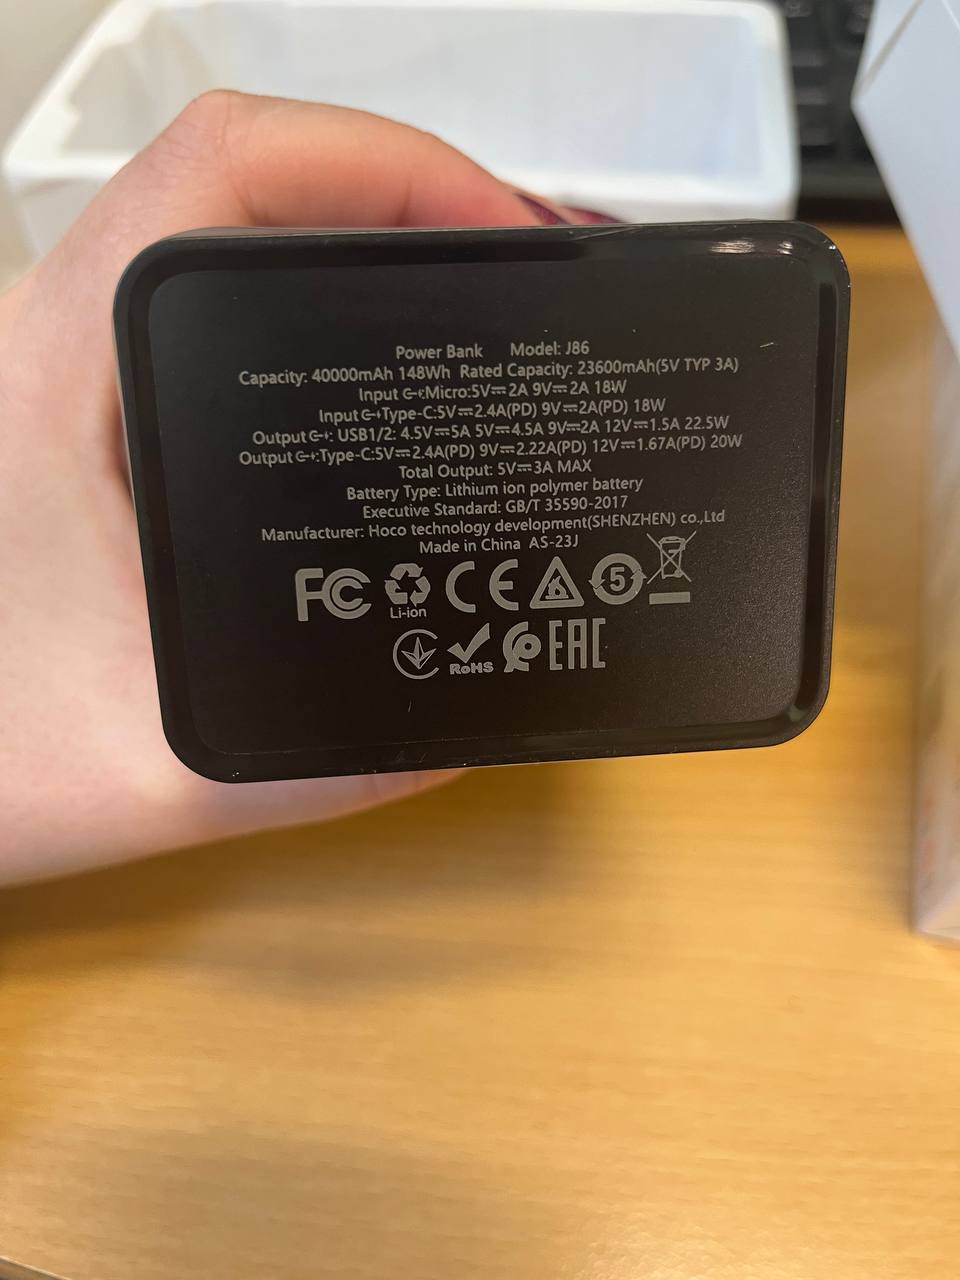 Power Bank Model: J86
Capacity: 40000mAh 148Wh Rated Capacity: 23600mAh(5V TYP 3A)
Input Micro:5V⎓2A 9V⎓2A 18W
Input Type-C:5V⎓2.4A(PD) 9V⎓2A(PD) 18W
Output : USB1/2: 4.5V⎓5A 5V⎓4.5A 9V⎓2A 12V⎓1.5A 22.5W
Output :Type-C:5V⎓2.4A(PD) 9V⎓2.22A(PD) 12V⎓1.67A(PD) 20W
Total Output: 5V⎓3A MAX
Battery Type: Lithium ion polymer battery
Executive Standard: GB/T 35590-2017
Manufacturer: Hoco technology development(SHENZHEN) co.,Ltd
Made in China AS-23J
FC Li-ion CE 5
RoHS EAC